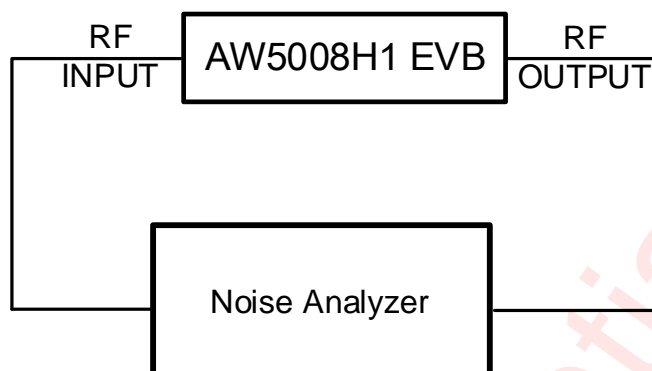 RF
INPUT
AW5008H1 EVB
RF
OUTPUT
Noise Analyzer